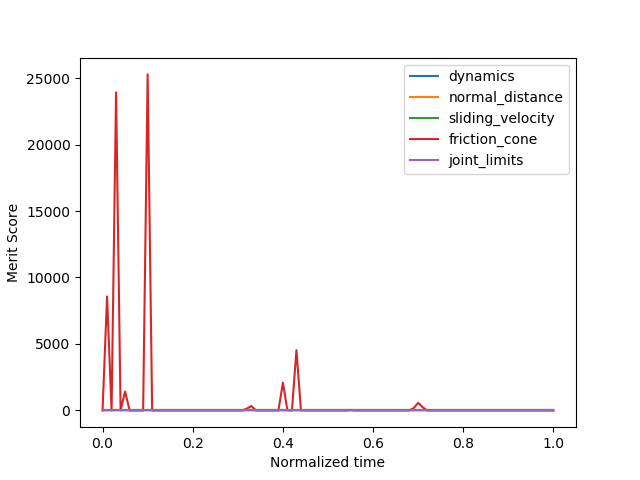 25000
20000
15000
10000
5000
0
Merit Score
0.0
0.2
0.4
0.6
0.8
1.0
Normalized time
dynamics
normal_distance
sliding_velocity
friction_cone
joint_limits